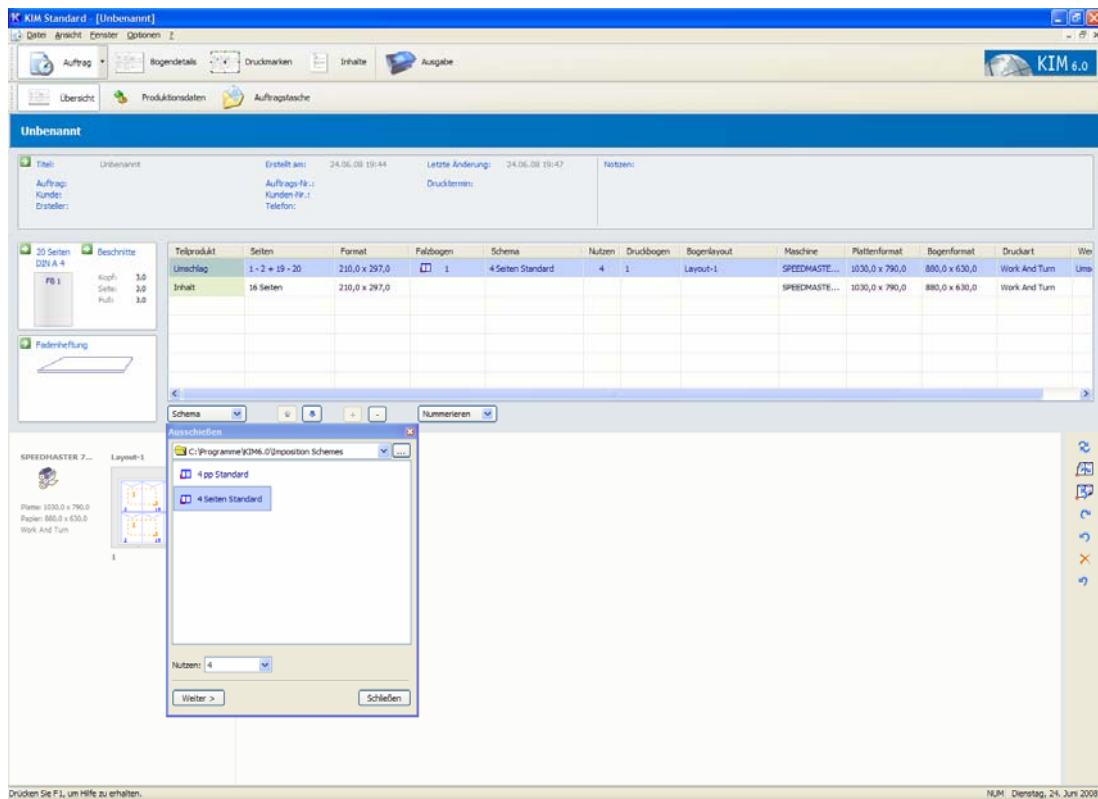 KIM Standard - [Unbenannt]
Datei Ansicht Fenster Optionen ?
Auftrag Bogendetails Druckmarken Inhalte Ausgabe KIM 6.0
Übersicht Produktionsdaten Auftragstasche
Unbenannt
Titel: Unbenannt Erstellt am: 24.06.08 19:44 Letzte Änderung: 24.06.08 19:47 Notizen:
Auftrag: Auftrags-Nr.: Drucktermin:
Kunde: Kunden-Nr.:
Ersteller: Telefon:
20 Seiten Beschnitte
DIN A 4
FB 1
Kopf: 3,0
Seite: 3,0
Fuß: 3,0
Fadenheftung
Teilprodukt Seiten Format Falzbogen Schema Nutzen Druckbogen Bogenlayout Maschine Plattenformat Bogenformat Druckart Wer
Umschlag 1 - 2 + 19 - 20 210,0 x 297,0 1 4 Seiten Standard 4 1 Layout-1 SPEEDMASTE... 1030,0 x 790,0 880,0 x 630,0 Work And Turn Ums
Inhalt 16 Seiten 210,0 x 297,0 SPEEDMASTE... 1030,0 x 790,0 880,0 x 630,0 Work And Turn
Schema + - Nummerieren
Ausschießen
C:\Programme\KIM6.0\Imposition Schemes ...
4 pp Standard
4 Seiten Standard
Nutzen: 4
Weiter > Schließen
SPEEDMASTER 7... Layout-1
Platte: 1030.0 x 790.0
Papier: 880.0 x 630.0
Work And Turn
1
Drücken Sie F1, um Hilfe zu erhalten. NUM Dienstag, 24. Juni 2008